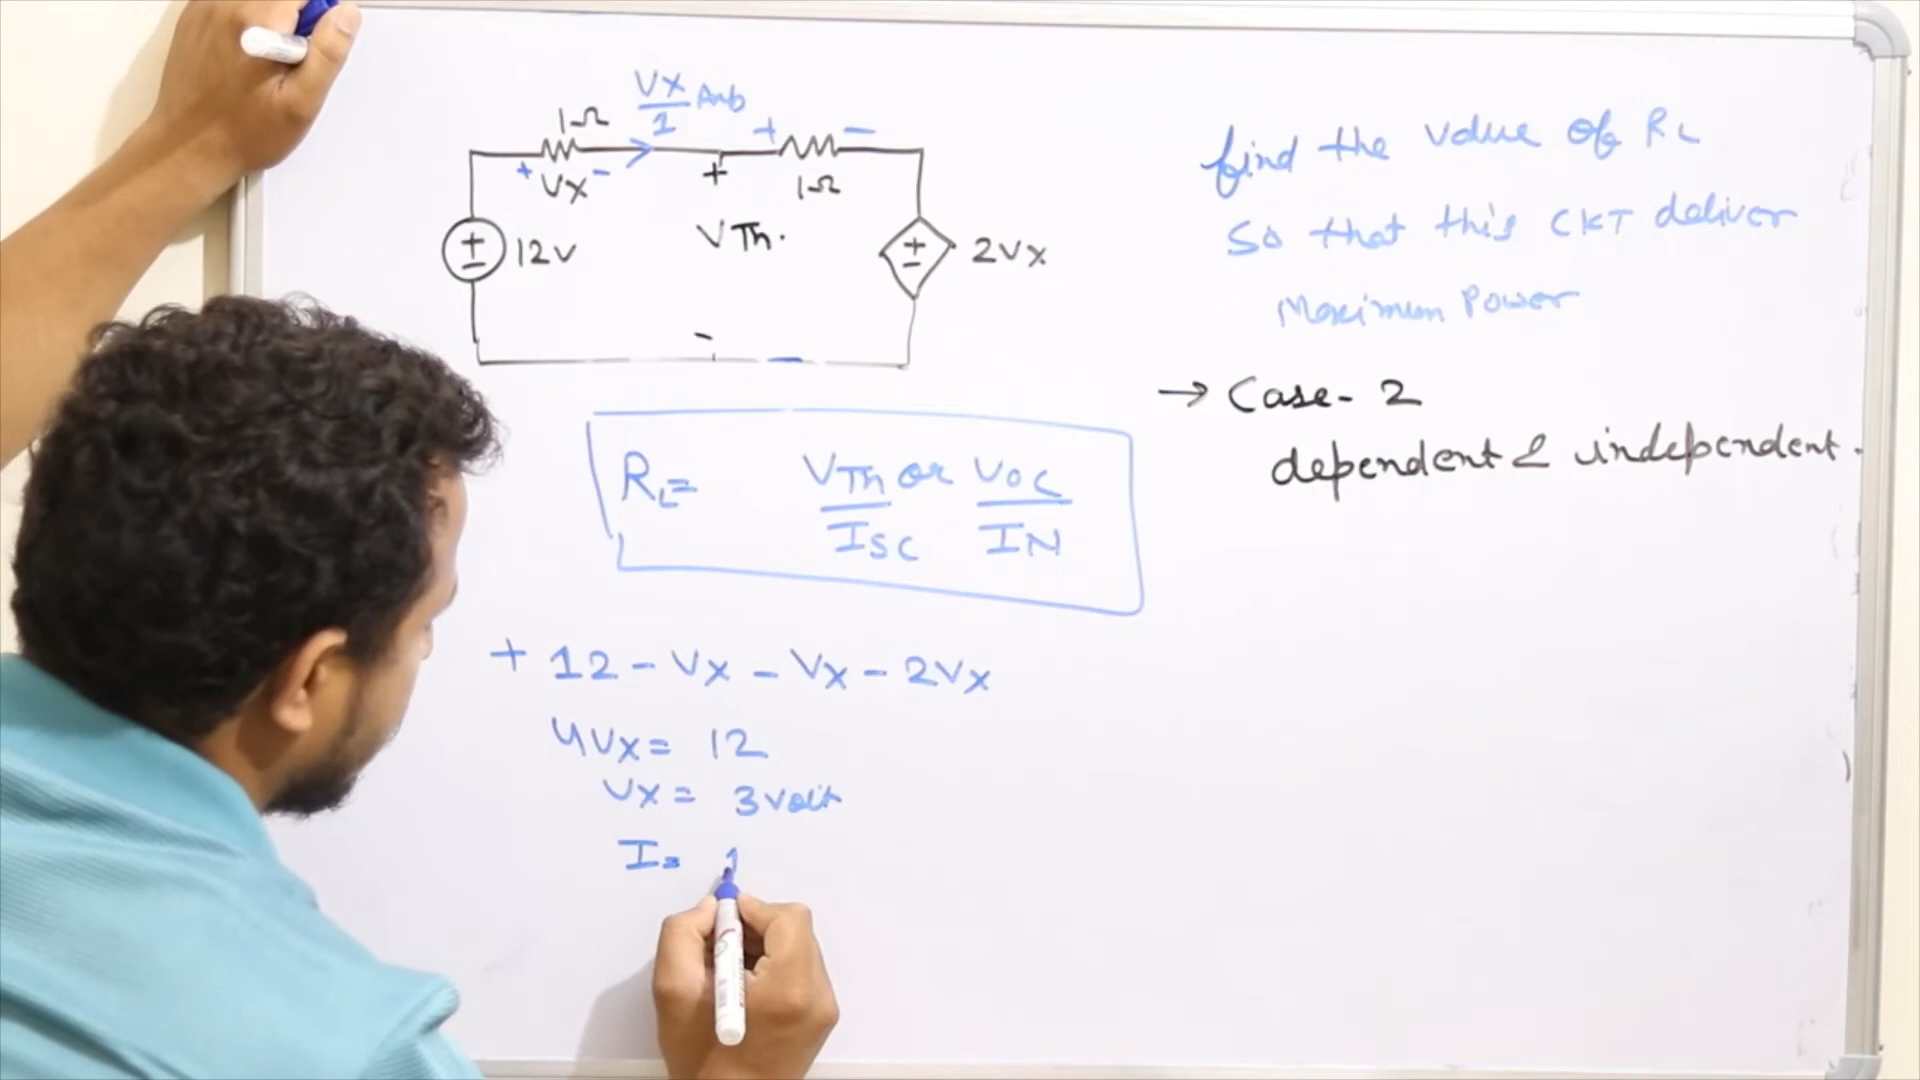 VX/1 Amb
1Ω
+ VX -
+ -
+
1Ω
12V
VTh.
2VX
-
RL= VTh/ISC or VOC/IN
+ 12 - VX - VX - 2VX
4VX = 12
VX = 3 volt
I = 1
find the value of RL
So that this CKT deliver
Maximum Power
→ Case - 2
dependent & independent.